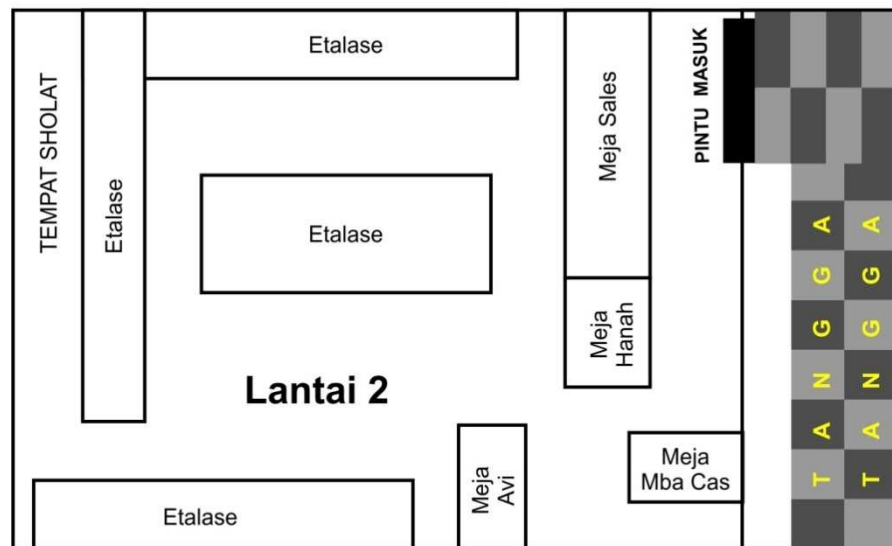 TEMPAT SHOLAT
Etalase
Etalase
Etalase
Meja Sales
Meja
Hanah
PINTU MASUK
Lantai 2
Etalase
Meja
Avi
Meja
Mba Cas
TANGGA
TANGGA